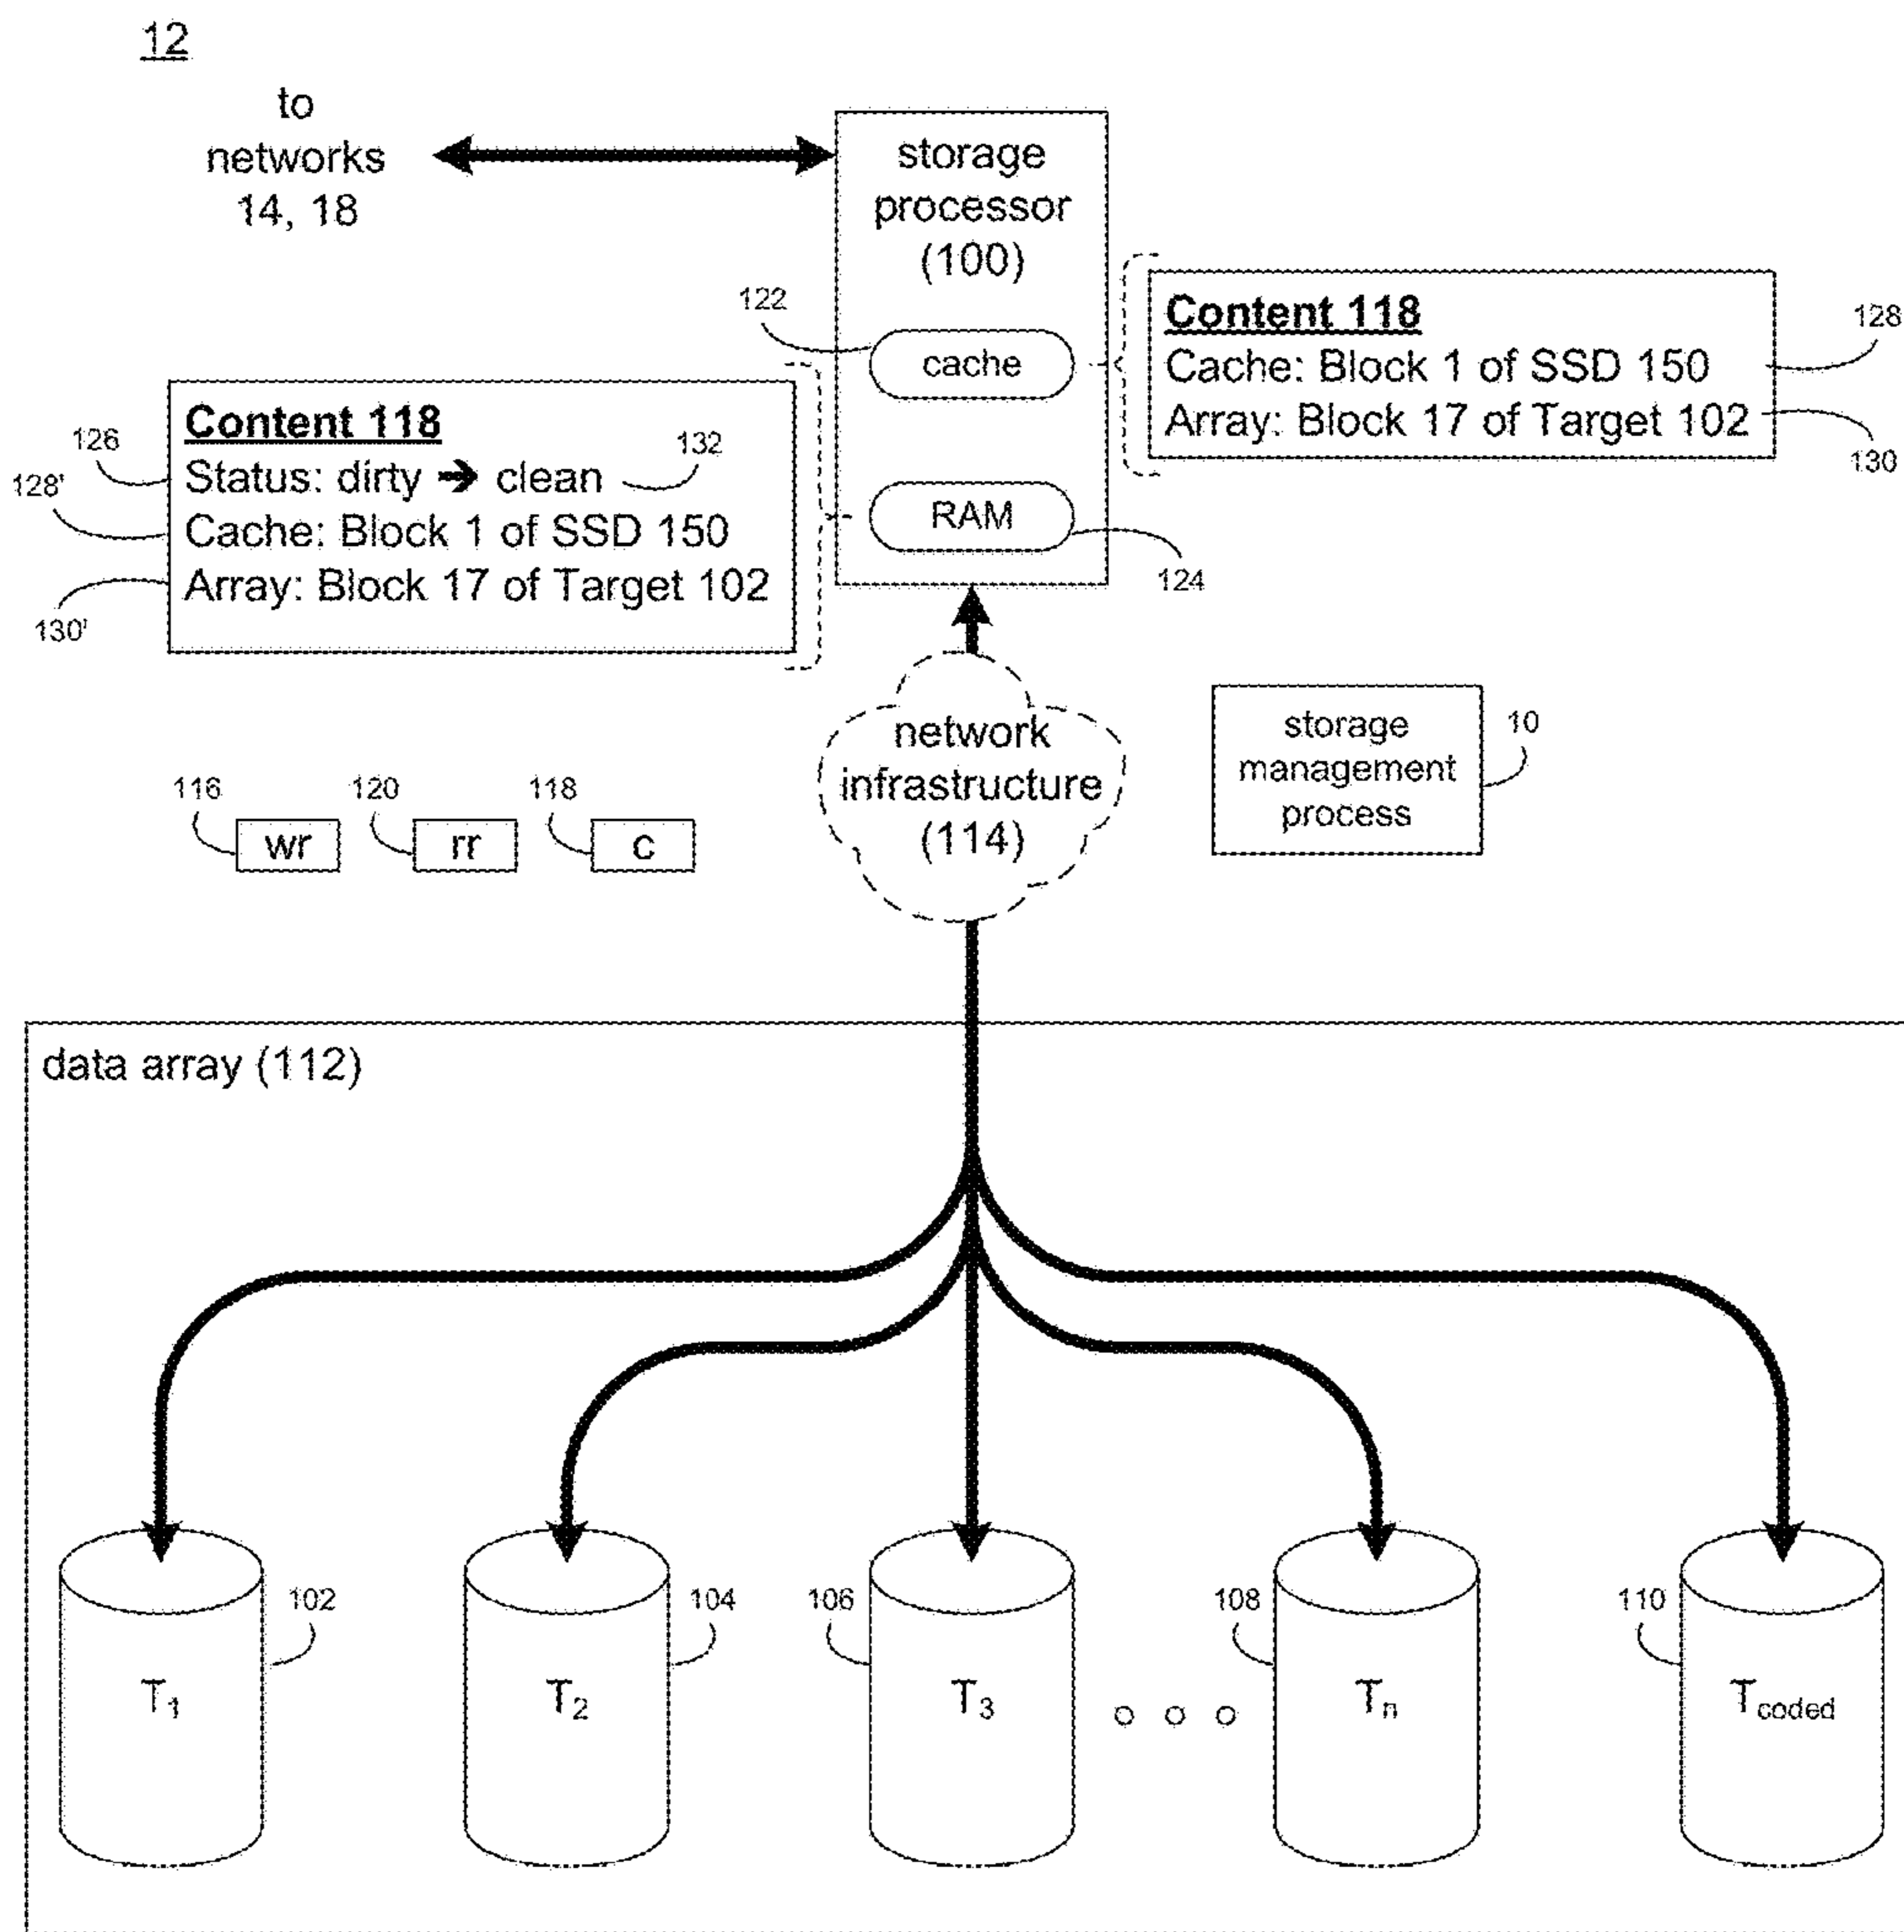 12
to
networks
14, 18
storage
processor
(100)
122
cache
Content 118
Cache: Block 1 of SSD 150
Array: Block 17 of Target 102
128
130
126
128'
130'
Content 118
Status: dirty ➔ clean
Cache: Block 1 of SSD 150
Array: Block 17 of Target 102
132
RAM
124
network
infrastructure
(114)
storage
management
process
10
116
wr
120
rr
118
c
data array (112)
102
T₁
104
T₂
106
T₃
108
Tₙ
110
T_coded